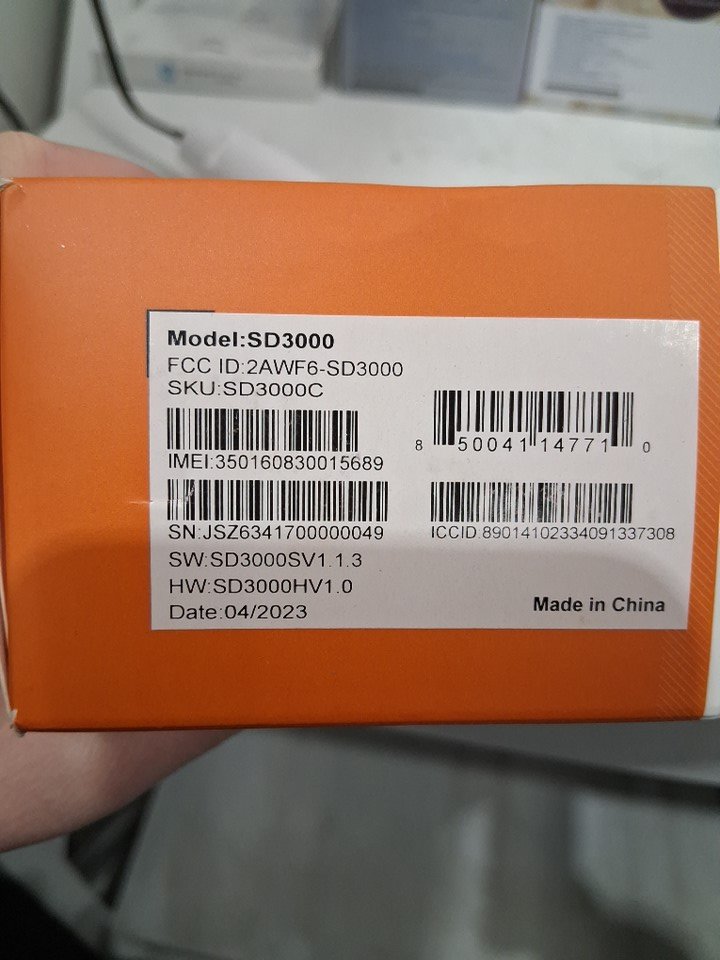 Model:SD3000
FCC ID:2AWF6-SD3000
SKU:SD3000C
IMEI:350160830015689
8 50041 14771 0
SN:JSZ6341700000049
ICCID:89014102334091337308
SW:SD3000SV1.1.3
HW:SD3000HV1.0
Date:04/2023
Made in China